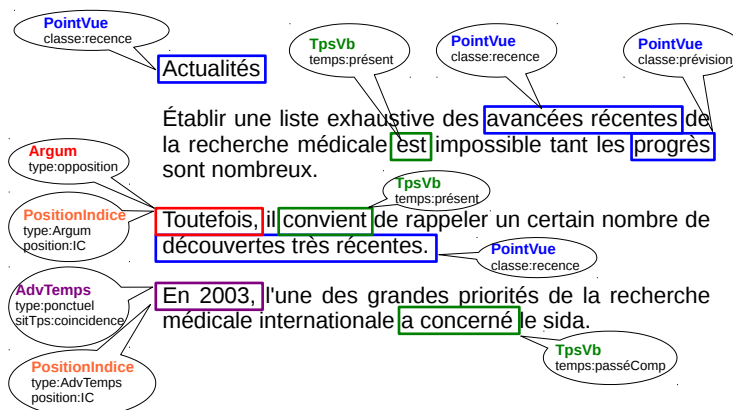 PointVue
classe:recence
TpsVb
temps:présent
PointVue
classe:recence
PointVue
classe:prévision
Actualités
Établir une liste exhaustive des avancées récentes de
la recherche médicale est impossible tant les progrès
sont nombreux.
Argum
type:opposition
TpsVb
temps:présent
PositionIndice
type:Argum
position:IC
Toutefois, il convient de rappeler un certain nombre de
découvertes très récentes.
PointVue
classe:recence
AdvTemps
type:ponctuel
sitTps:coincidence
En 2003, l'une des grandes priorités de la recherche
médicale internationale a concerné le sida.
TpsVb
temps:passéComp
PositionIndice
type:AdvTemps
position:IC